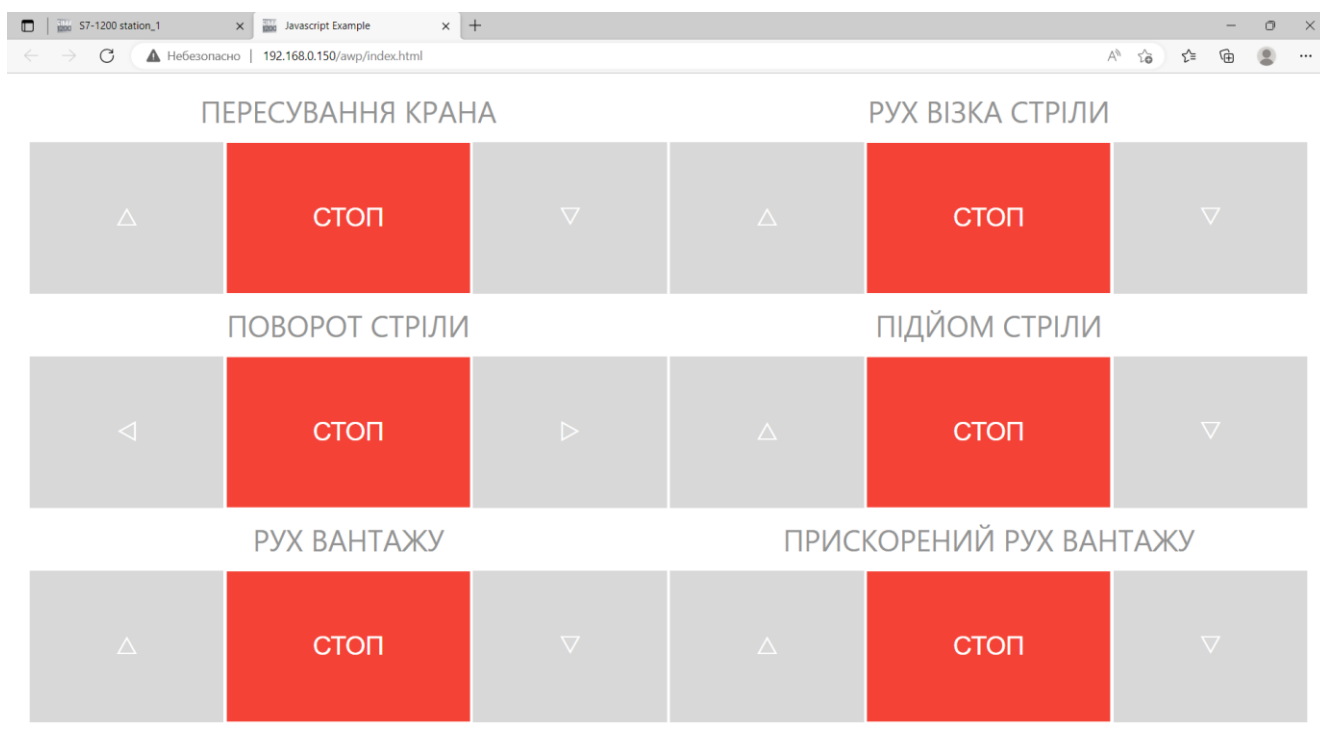 S7-1200 station_1 Javascript Example
Небезпасно | 192.168.0.150/awp/index.html
ПЕРЕСУВАННЯ КРАНА РУХ ВІЗКА СТРІЛИ
△ СТОП ▽ △ СТОП ▽
ПОВОРОТ СТРІЛИ ПІДЙОМ СТРІЛИ
◁ СТОП ▷ △ СТОП ▽
РУХ ВАНТАЖУ ПРИСКОРЕНИЙ РУХ ВАНТАЖУ
△ СТОП ▽ △ СТОП ▽